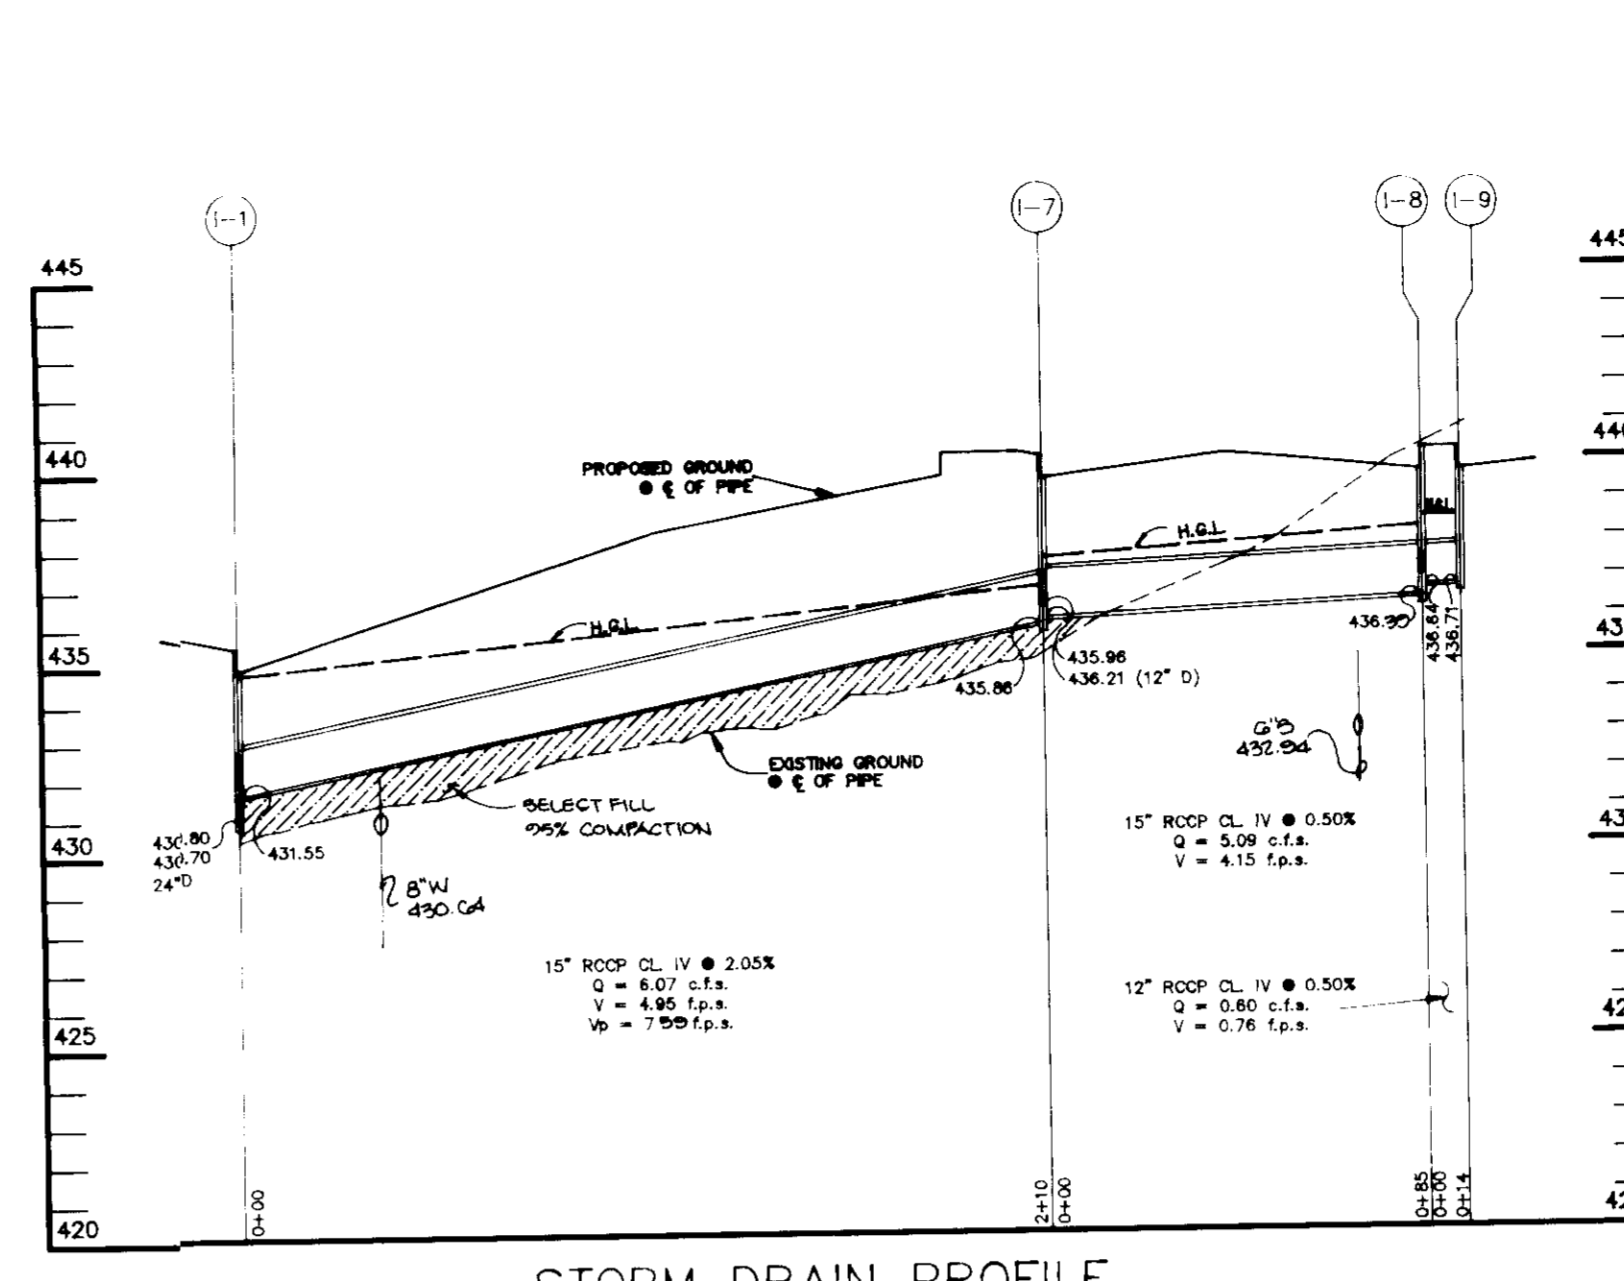 I-1
I-7
I-8
I-9
445
445
440
440
435
430
425
420
PROPOSED GROUND
@ ℄ OF PIPE
H.G.L.
H.G.L.
H.G.L.
EXISTING GROUND
@ ℄ OF PIPE
SELECT FILL
95% COMPACTION
430.80
430.70
24"D
431.55
8"W
430.64
435.86
435.96
436.21 (12" D)
436.39
436.64
436.71
6"S
432.94
15" RCCP CL. IV @ 2.05%
Q = 6.07 c.f.s.
V = 4.95 f.p.s.
Vp = 7.59 f.p.s.
15" RCCP CL. IV @ 0.50%
Q = 5.09 c.f.s.
V = 4.15 f.p.s.
12" RCCP CL. IV @ 0.50%
Q = 0.60 c.f.s.
V = 0.76 f.p.s.
0+00
2+10
0+00
0+85
0+00
0+14
STORM DRAIN PROFILE